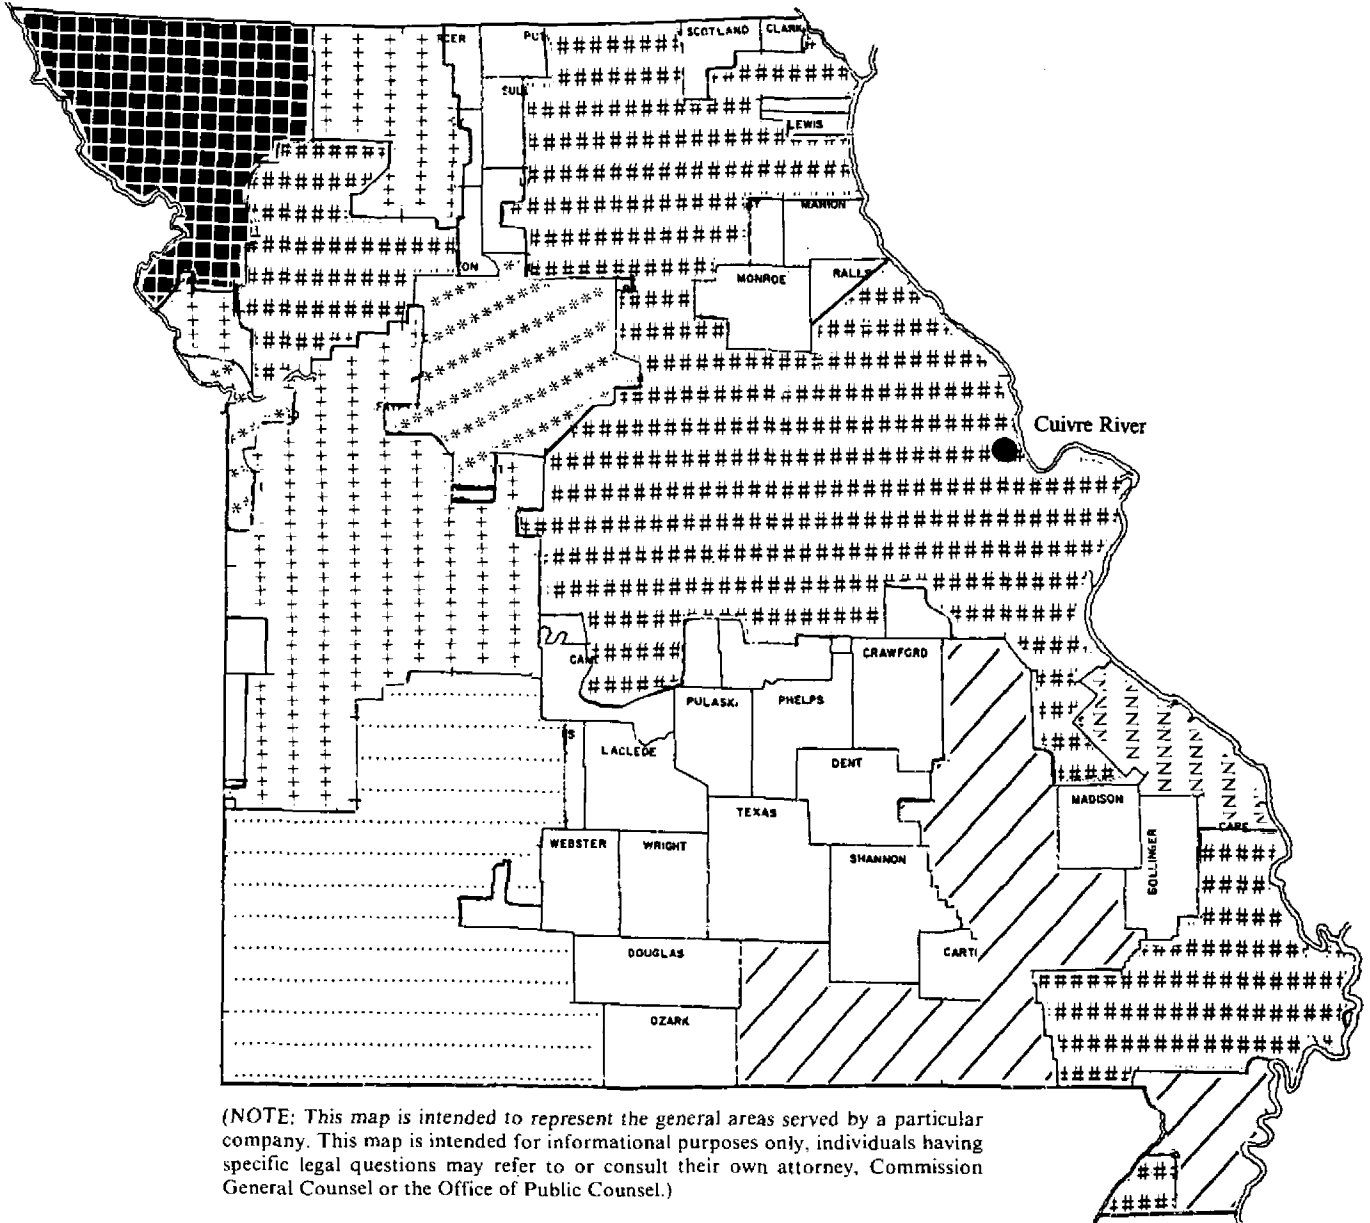 SCOTLAND CLARK
LEWIS
MARION
MONROE
RALLS
Cuivre River
CRAWFORD
PULASKI
PHELPS
LACLEDE
DENT
TEXAS
MADISON
WEBSTER
WRIGHT
SHANNON
BOLLINGER
CAPE
DOUGLAS
CARTI
OZARK
(NOTE: This map is intended to represent the general areas served by a particular
company. This map is intended for informational purposes only, individuals having
specific legal questions may refer to or consult their own attorney, Commission
General Counsel or the Office of Public Counsel.)